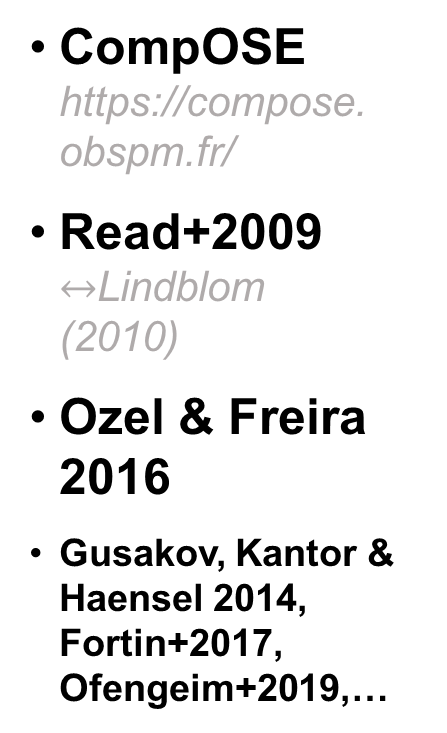 • CompOSE
https://compose.
obspm.fr/
• Read+2009
↔Lindblom
(2010)
• Ozel & Freira
2016
• Gusakov, Kantor &
Haensel 2014,
Fortin+2017,
Ofengeim+2019,…